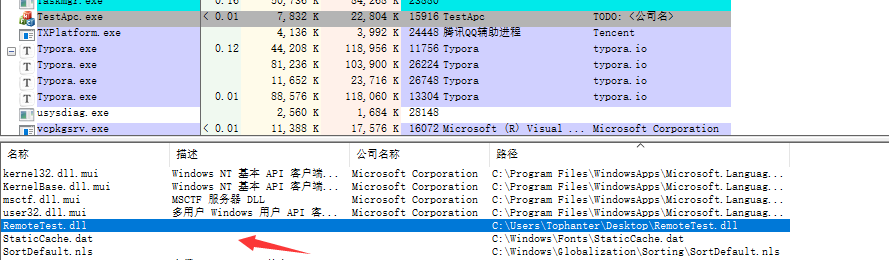 Taskmgr.exe 0.16 50,736 K 84,268 K 23880
TestApc.exe < 0.01 7,832 K 22,804 K 15916 TestApc TODO: <公司名>
TXPlatform.exe 4,136 K 3,992 K 24448 腾讯QQ辅助进程 Tencent
Typora.exe 0.12 44,208 K 118,956 K 11756 Typora typora.io
Typora.exe 81,236 K 103,900 K 26224 Typora typora.io
Typora.exe 11,652 K 23,716 K 26748 Typora typora.io
Typora.exe 0.01 88,576 K 118,060 K 13304 Typora typora.io
usysdiag.exe 2,560 K 1,684 K 28148
vcpkgsrv.exe < 0.01 11,388 K 17,576 K 16072 Microsoft (R) Visual ... Microsoft Corporation
名称 描述 公司名称 路径
kernel32.dll.mui Windows NT 基本 API 客户端... Microsoft Corporation C:\Program Files\WindowsApps\Microsoft.Languag...
KernelBase.dll.mui Windows NT 基本 API 客户端... Microsoft Corporation C:\Program Files\WindowsApps\Microsoft.Languag...
msctf.dll.mui MSCTF 服务器 DLL Microsoft Corporation C:\Program Files\WindowsApps\Microsoft.Languag...
user32.dll.mui 多用户 Windows 用户 API 客... Microsoft Corporation C:\Program Files\WindowsApps\Microsoft.Languag...
RemoteTest.dll C:\Users\Tophanter\Desktop\RemoteTest.dll
StaticCache.dat C:\Windows\Fonts\StaticCache.dat
SortDefault.nls C:\Windows\Globalization\Sorting\SortDefault.nls